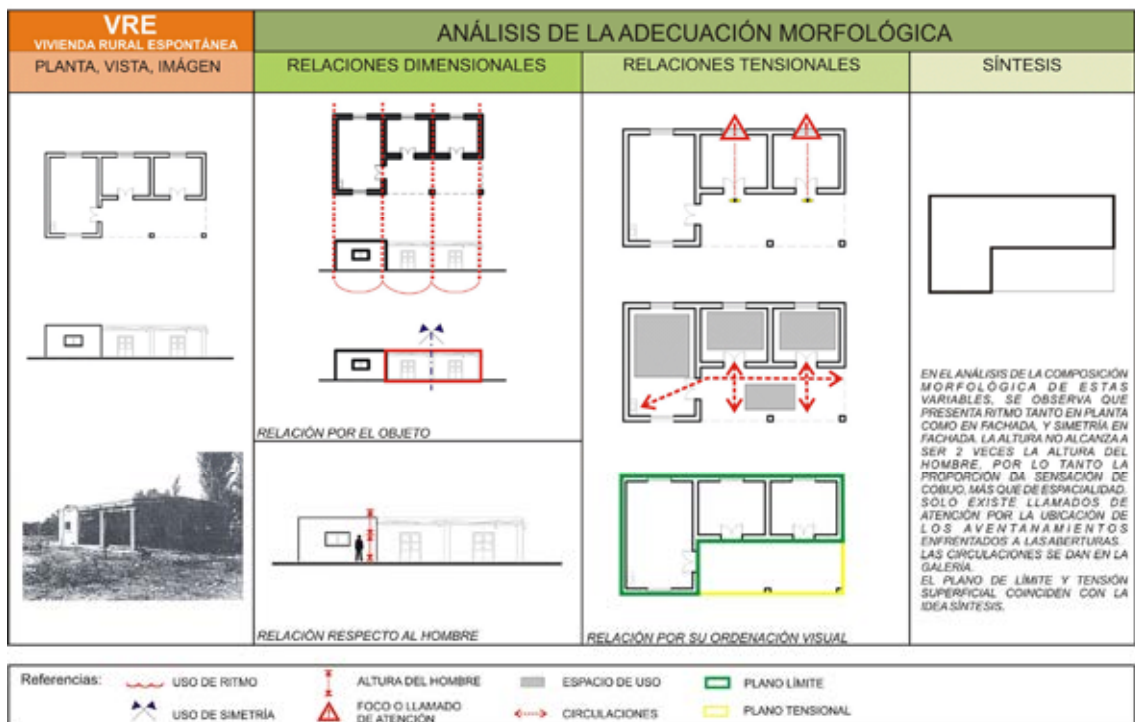 VRE
VIVIENDA RURAL ESPONTÁNEA
ANÁLISIS DE LA ADECUACIÓN MORFOLÓGICA
PLANTA, VISTA, IMÁGEN
RELACIONES DIMENSIONALES
RELACIONES TENSIONALES
SÍNTESIS
RELACIÓN POR EL OBJETO
RELACIÓN RESPECTO AL HOMBRE
RELACIÓN POR SU ORDENACIÓN VISUAL
EN EL ANÁLISIS DE LA COMPOSICIÓN
MORFOLÓGICA DE ESTAS
VARIABLES, SE OBSERVA QUE
PRESENTA RITMO TANTO EN PLANTA
COMO EN FACHADA, Y SIMETRÍA EN
FACHADA. LA ALTURA NO ALCANZA A
SER 2 VECES LA ALTURA DEL
HOMBRE, POR LO TANTO LA
PROPORCIÓN DA SENSACIÓN DE
COBIJO, MÁS QUE DE ESPACIALIDAD.
SOLO EXISTE LLAMADOS DE
ATENCIÓN POR LA UBICACIÓN DE
LOS AVENTANAMIENTOS
ENFRENTADOS A LAS ABERTURAS.
LAS CIRCULACIONES SE DAN EN LA
GALERÍA.
EL PLANO DE LÍMITE Y TENSIÓN
SUPERFICIAL COINCIDEN CON LA
IDEA SÍNTESIS.
Referencias:
USO DE RITMO
ALTURA DEL HOMBRE
ESPACIO DE USO
PLANO LÍMITE
USO DE SIMETRÍA
FOCO O LLAMADO
DE ATENCIÓN
CIRCULACIONES
PLANO TENSIONAL